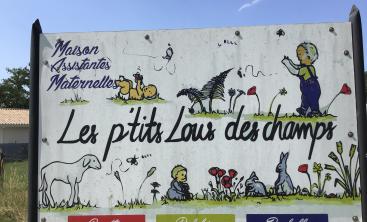 Maison
Assistantes
Maternelles
Les p'tits Lous des champs